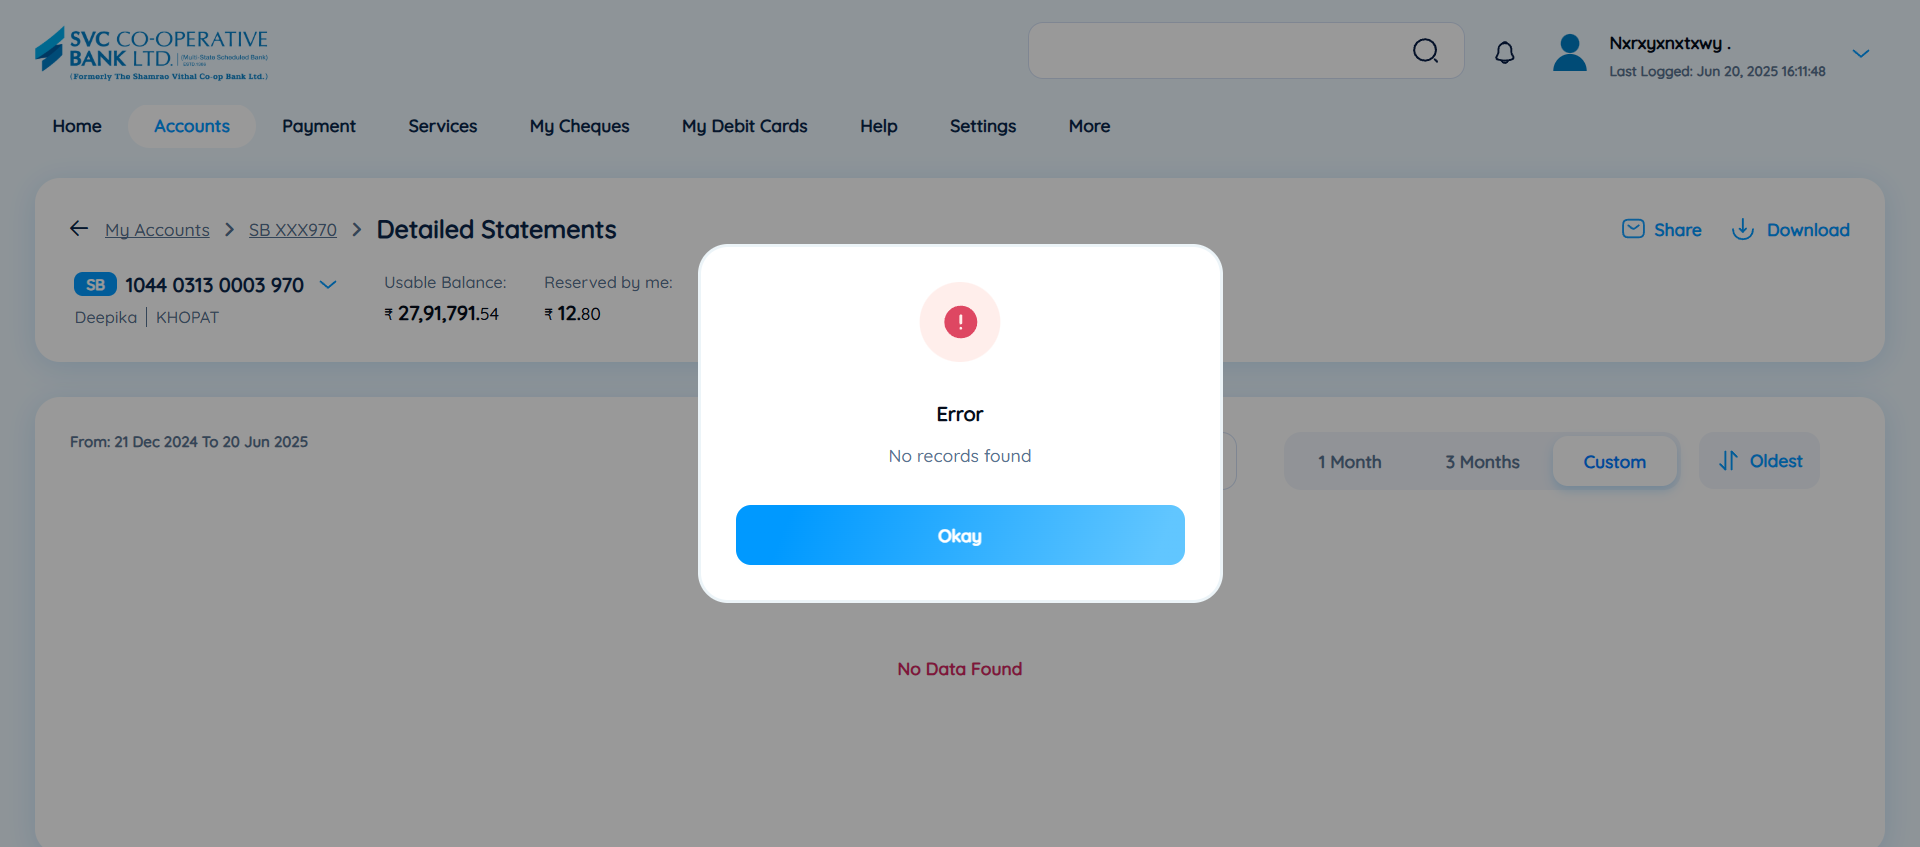 SVC CO-OPERATIVE
BANK LTD. (Multi-State Scheduled Bank)
ESTD 1906
(Formerly The Shamrao Vithal Co-op Bank Ltd.)
Nxrxyxnxtxwy .
Last Logged: Jun 20, 2025 16:11:48
Home Accounts Payment Services My Cheques My Debit Cards Help Settings More
My Accounts > SB XXX970 > Detailed Statements
Share Download
SB 1044 0313 0003 970
Deepika | KHOPAT
Usable Balance:
₹ 27,91,791.54
Reserved by me:
₹ 12.80
Error
No records found
Okay
From: 21 Dec 2024 To 20 Jun 2025
1 Month 3 Months Custom Oldest
No Data Found